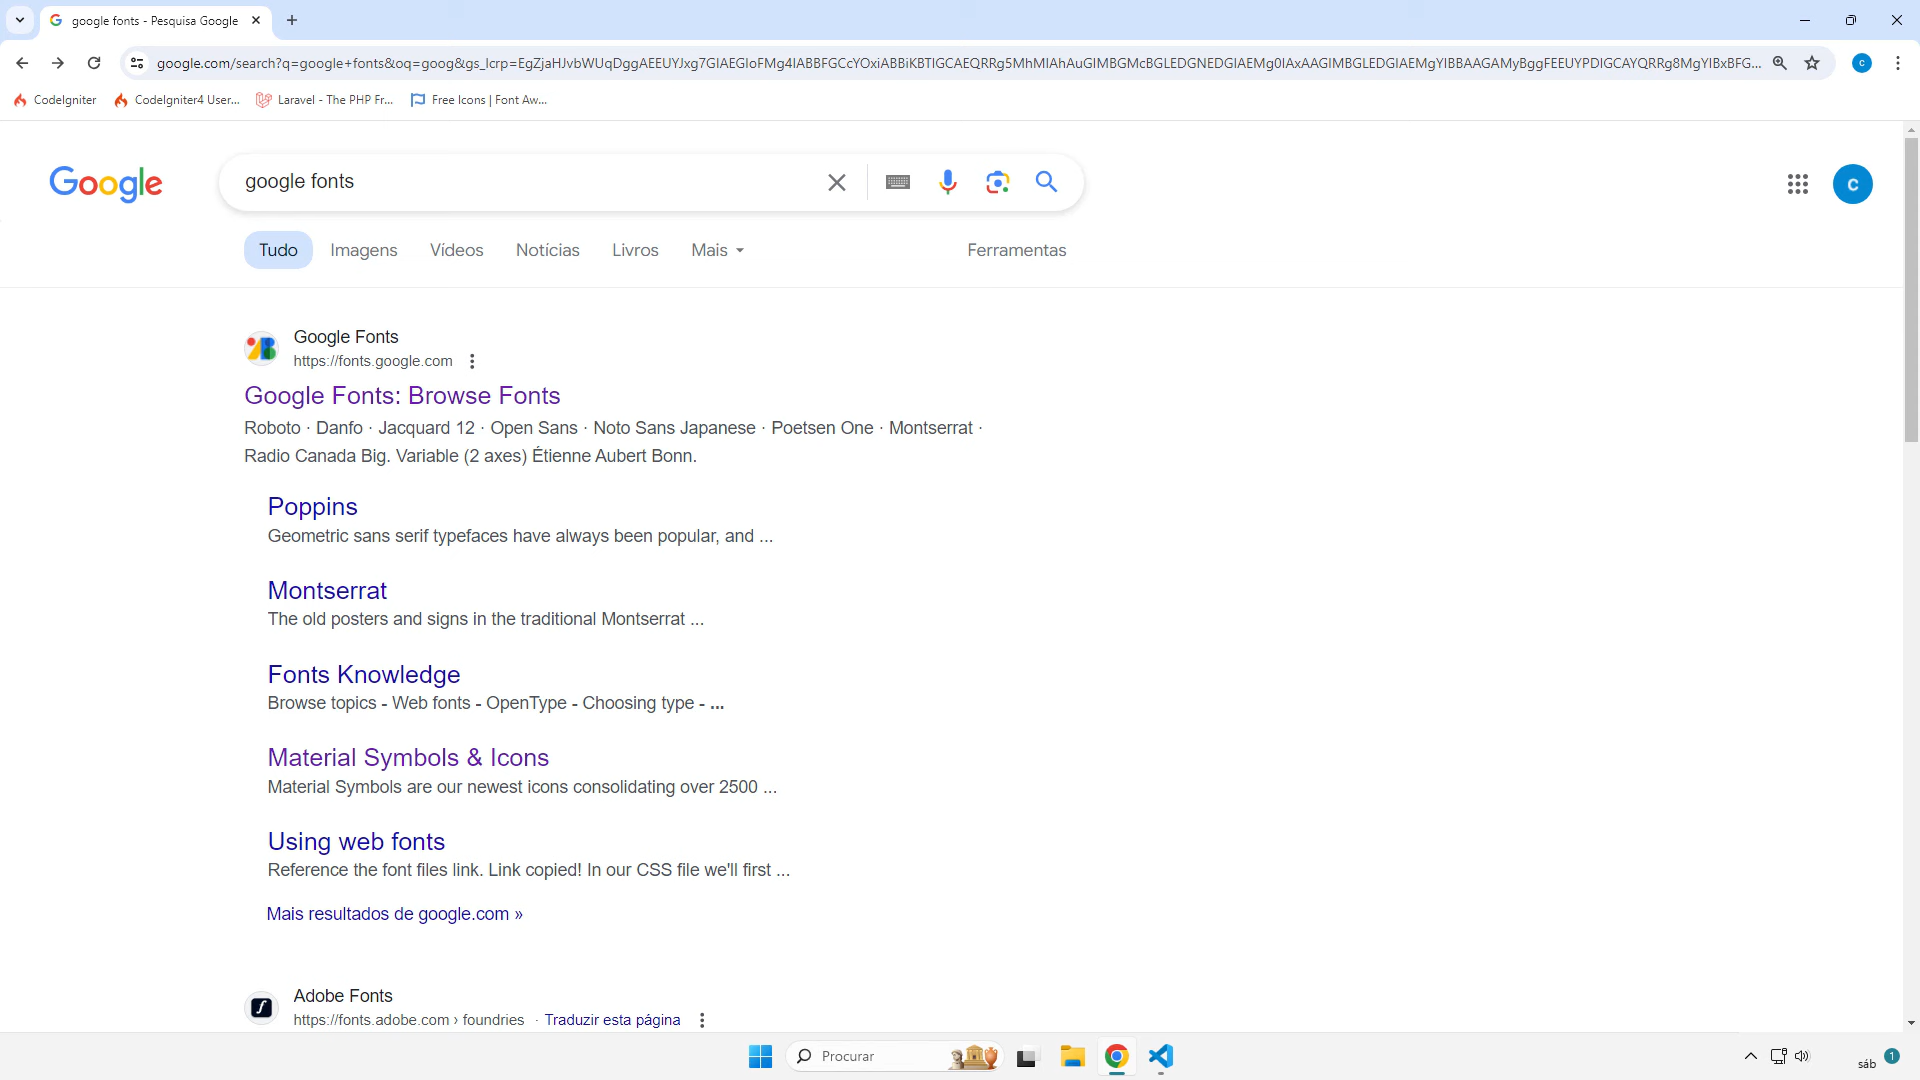 google fonts - Pesquisa Google
google.com/search?q=google+fonts&oq=goog&gs_lcrp=EgZjaHJvbWUqDggAEEUYJxg7GIAEGIoFMg4IABBFGCcYOxiABBiKBTIGCAEQRRg5MhMIAhAuGIMBGMcBGLEDGNEDGIAEMg0IAxAAGIMBGLEDGIAEMgYIBBAAGAMyBggFEEUYPDIGCAYQRRg8MgYIBxBFG...
c
CodeIgniter
CodeIgniter4 User...
Laravel - The PHP Fr...
Free Icons | Font Aw...
Google
google fonts
c
Tudo
Imagens
Vídeos
Notícias
Livros
Mais
Ferramentas
Google Fonts
https://fonts.google.com
Google Fonts: Browse Fonts
Roboto · Danfo · Jacquard 12 · Open Sans · Noto Sans Japanese · Poetsen One · Montserrat ·
Radio Canada Big. Variable (2 axes) Étienne Aubert Bonn.
Poppins
Geometric sans serif typefaces have always been popular, and ...
Montserrat
The old posters and signs in the traditional Montserrat ...
Fonts Knowledge
Browse topics - Web fonts - OpenType - Choosing type - ...
Material Symbols & Icons
Material Symbols are our newest icons consolidating over 2500 ...
Using web fonts
Reference the font files link. Link copied! In our CSS file we'll first ...
Mais resultados de google.com »
Adobe Fonts
https://fonts.adobe.com › foundries · Traduzir esta página
Procurar
sáb
1